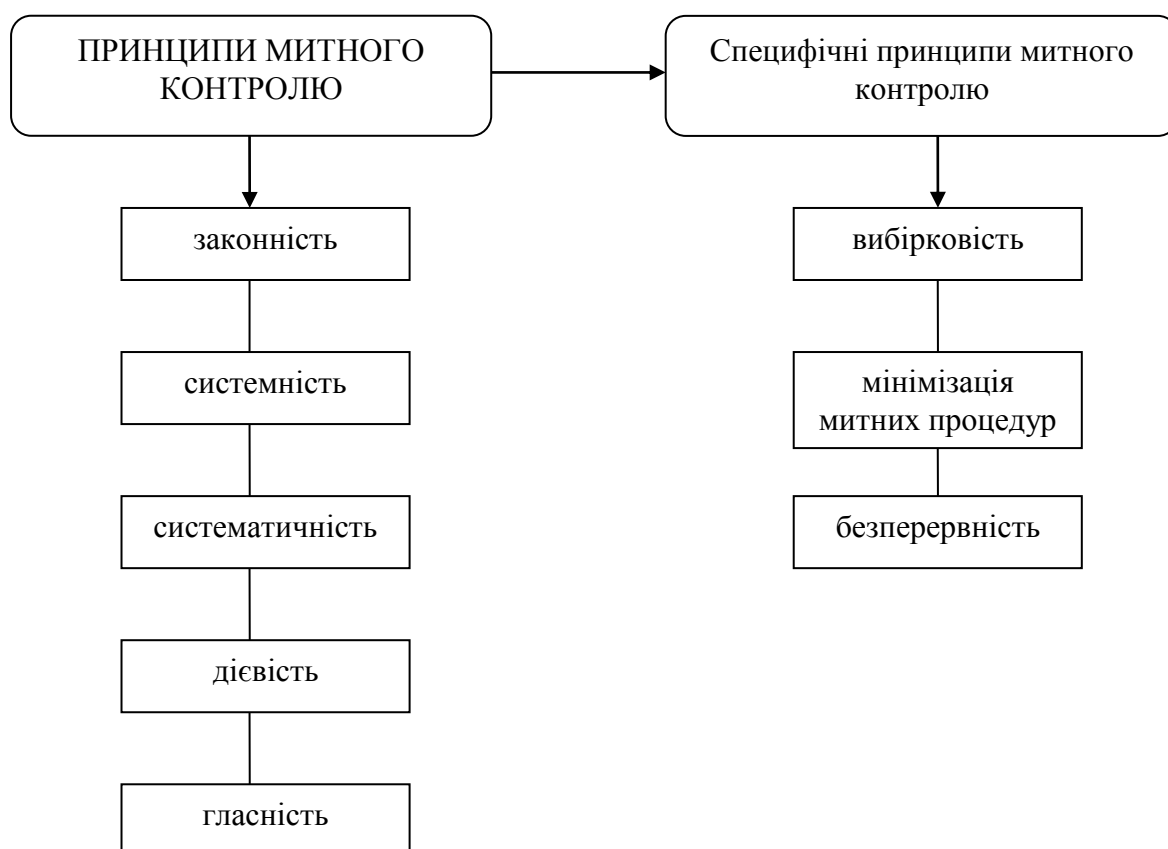 ПРИНЦИПИ МИТНОГО
КОНТРОЛЮ
законність
системність
систематичність
дієвість
гласність
Специфічні принципи митного
контролю
вибірковість
мінімізація
митних процедур
безперервність